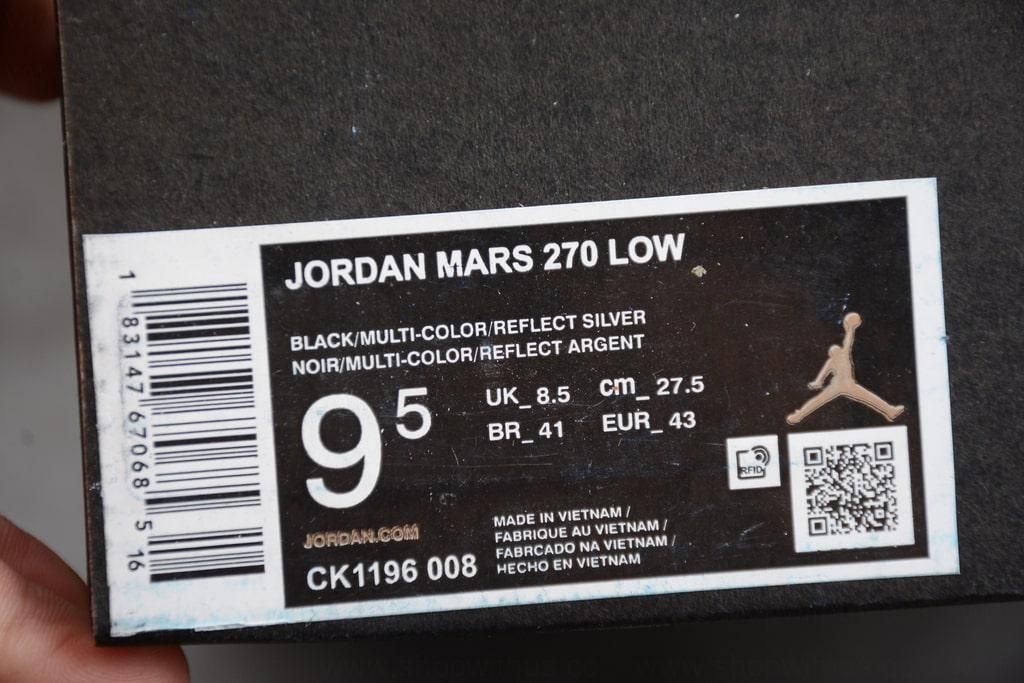 JORDAN MARS 270 LOW
BLACK/MULTI-COLOR/REFLECT SILVER
NOIR/MULTI-COLOR/REFLECT ARGENT
9 5
UK_ 8.5 cm_ 27.5
BR_ 41 EUR_ 43
RFID
JORDAN.COM
CK1196 008
MADE IN VIETNAM /
FABRIQUE AU VIETNAM /
FABRCADO NA VIETNAM /
HECHO EN VIETNAM
1 83147 67068 5 16